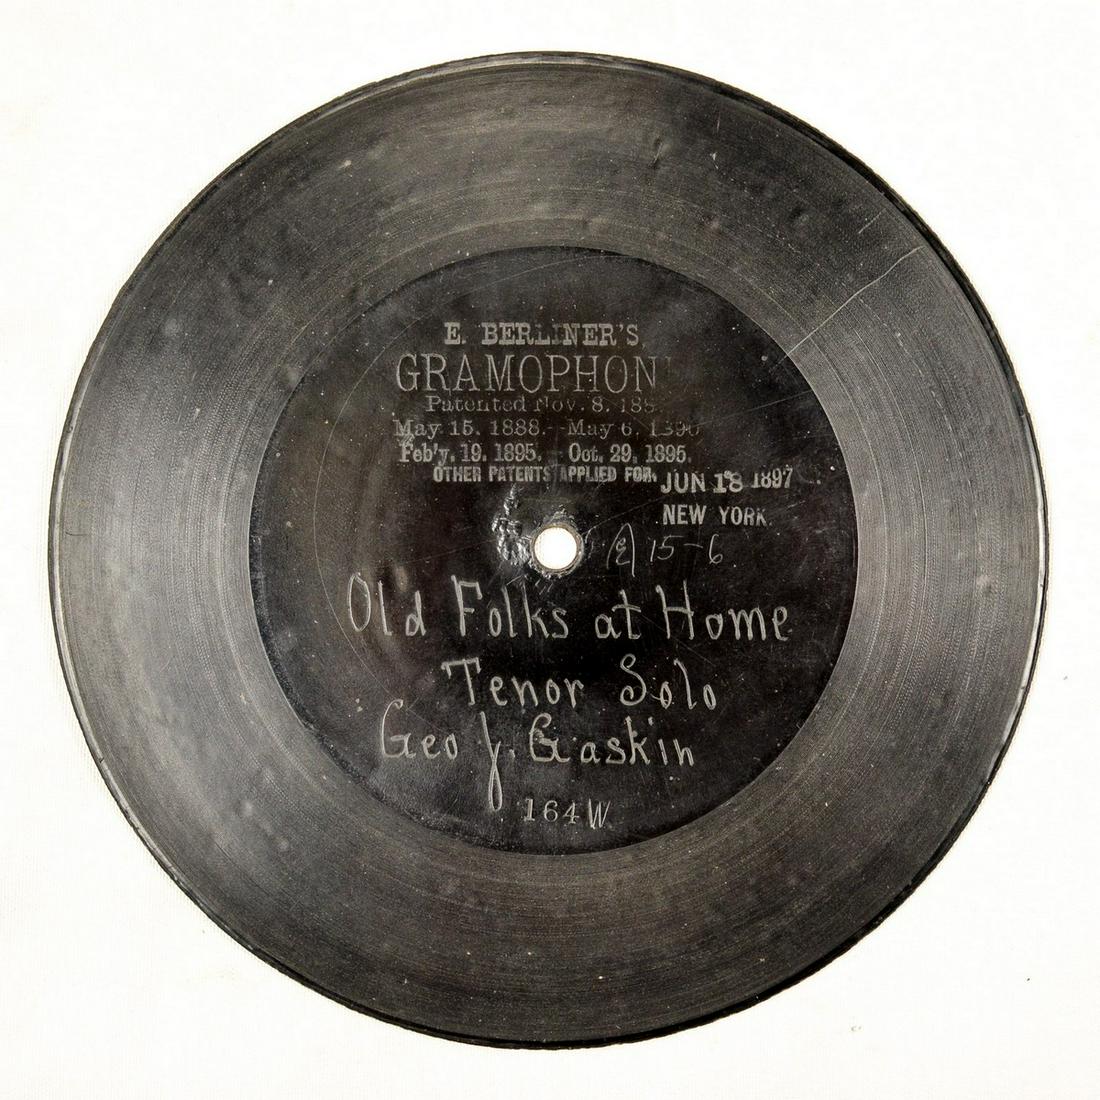 E. BERLINER'S
GRAMOPHON
Patented Nov. 8, 188
May 15, 1888.- May 6, 1890
Feb'y. 19. 1895. Oct. 29, 1895.
OTHER PATENTS APPLIED FOR.
JUN 18 1897
NEW YORK.
15-6
Old Folks at Home
Tenor Solo
Geo J. Gaskin
164W